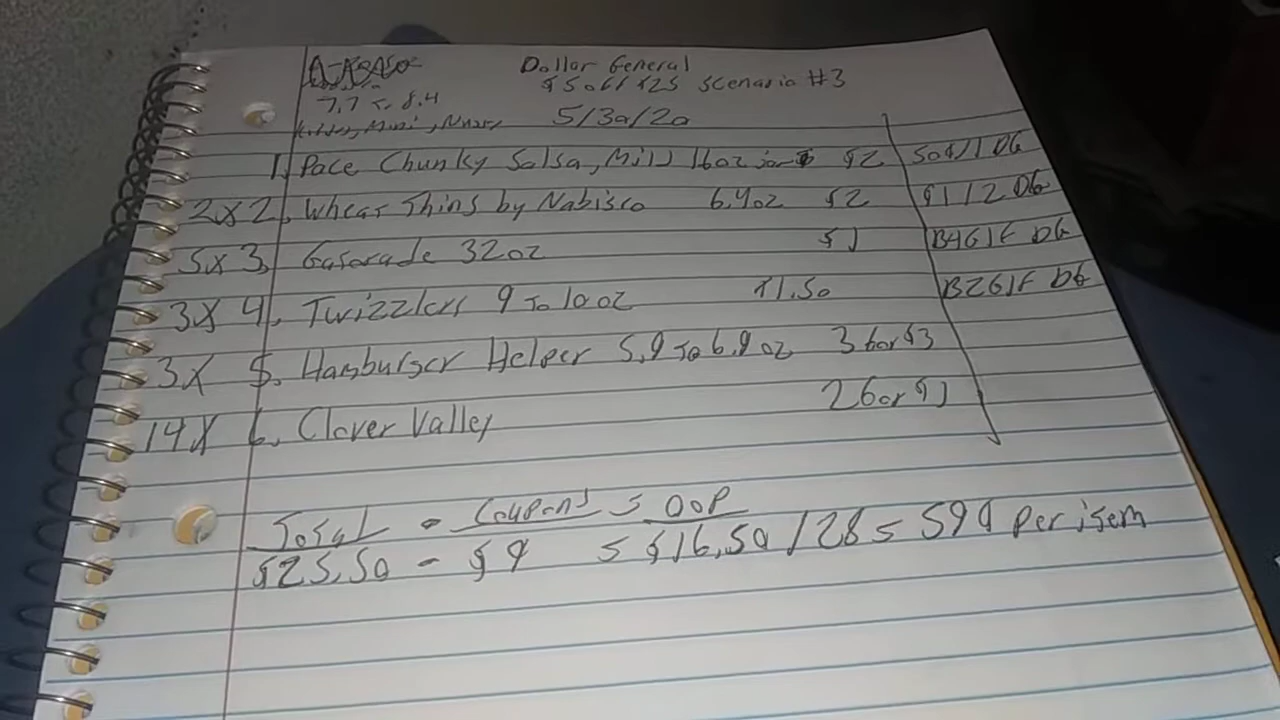 Dollar General
$5 off $25 Scenario #3
7.7 To 8.4
5/30/20
1. Pace Chunky Salsa, Mild 16oz jar $2 50¢/1 DG
2X 2. Wheat Thins by Nabisco 6.4oz $2 $1/2 DG
5X 3. Gatorade 32oz $1 B4G1F DG
3X 4. Twizzlers 9 To 10oz $1.50 B2G1F DG
3X 5. Hamburger Helper 5.9 To 6.9oz 3 for $3
14X 6. Clover Valley 2 for $1
Total - Coupons = OOP
$25.50 - $9 = $16.50 / 28 = 59¢ Per item